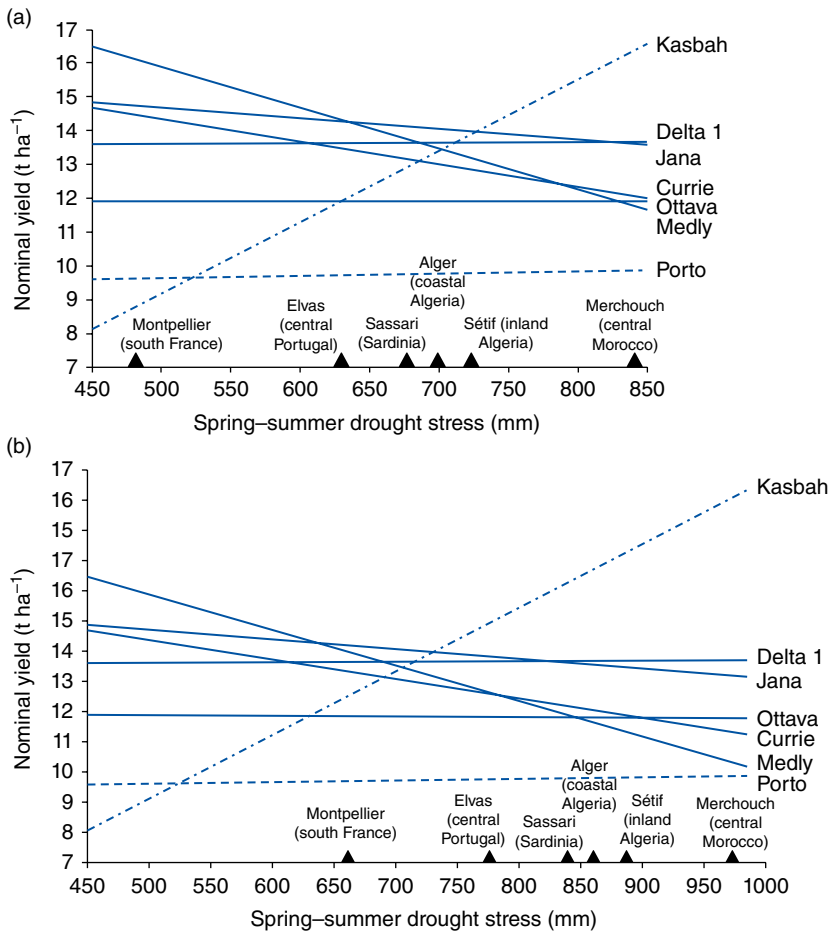 (a)
17
16
15
14
13
12
11
10
9
8
7
Nominal yield (t ha⁻¹)
Kasbah
Delta 1
Jana
Currie
Ottava
Medly
Porto
Montpellier
(south France)
Elvas
(central
Portugal)
Sassari
(Sardinia)
Alger
(coastal
Algeria)
Sétif (inland
Algeria)
Merchouch
(central
Morocco)
450 500 550 600 650 700 750 800 850
Spring–summer drought stress (mm)
(b)
17
16
17
17
16
15
14
13
12
11
10
9
8
7
Nominal yield (t ha⁻¹)
Kasbah
Delta 1
Jana
Ottava
Currie
Medly
Porto
Montpellier
(south France)
Elvas
(central
Portugal)
Sassari
(Sardinia)
Alger
(coastal
Algeria)
Sétif
(inland
Algeria)
Merchouch
(central
Morocco)
450 500 550 600 650 700 750 800 850 900 950 1000
Spring–summer drought stress (mm)